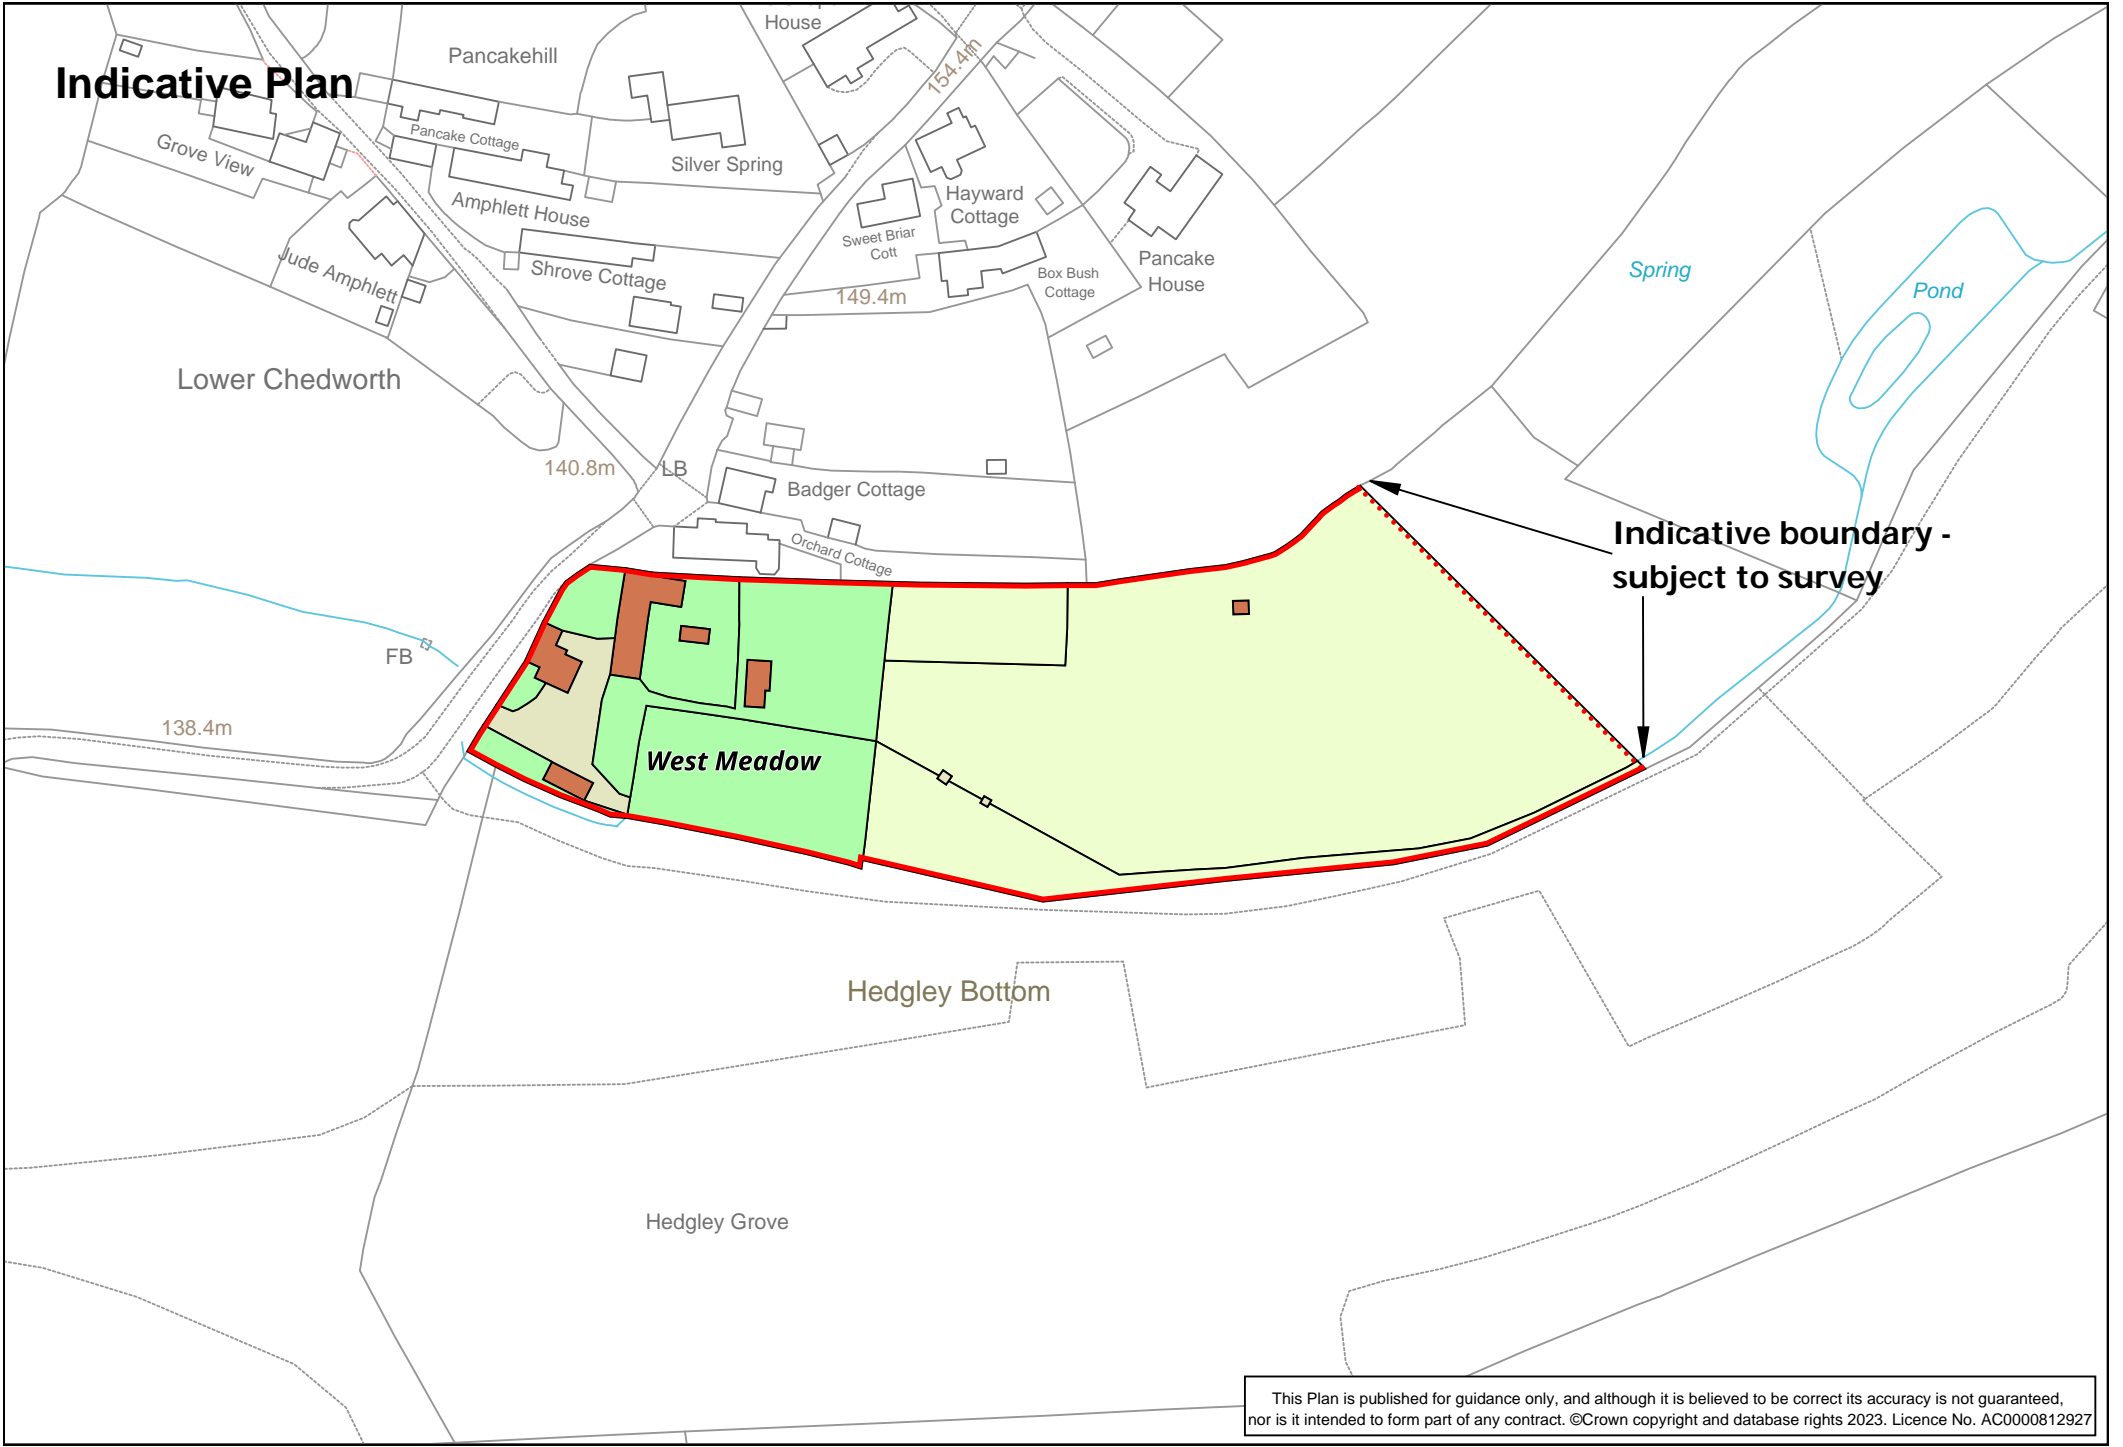 House
154.4m
Pancakehill
Indicative Plan
Pancake Cottage
Grove View
Silver Spring
Amphlett House
Hayward
Cottage
Sweet Briar
Cott
Jude Amphlett
Shrove Cottage
Pancake
House
Box Bush
Cottage
149.4m
Spring
Pond
Lower Chedworth
140.8m
LB
Badger Cottage
Orchard Cottage
Indicative boundary -
subject to survey
FB
138.4m
West Meadow
Hedgley Bottom
Hedgley Grove
This Plan is published for guidance only, and although it is believed to be correct its accuracy is not guaranteed,
nor is it intended to form part of any contract. ©Crown copyright and database rights 2023. Licence No. AC0000812927